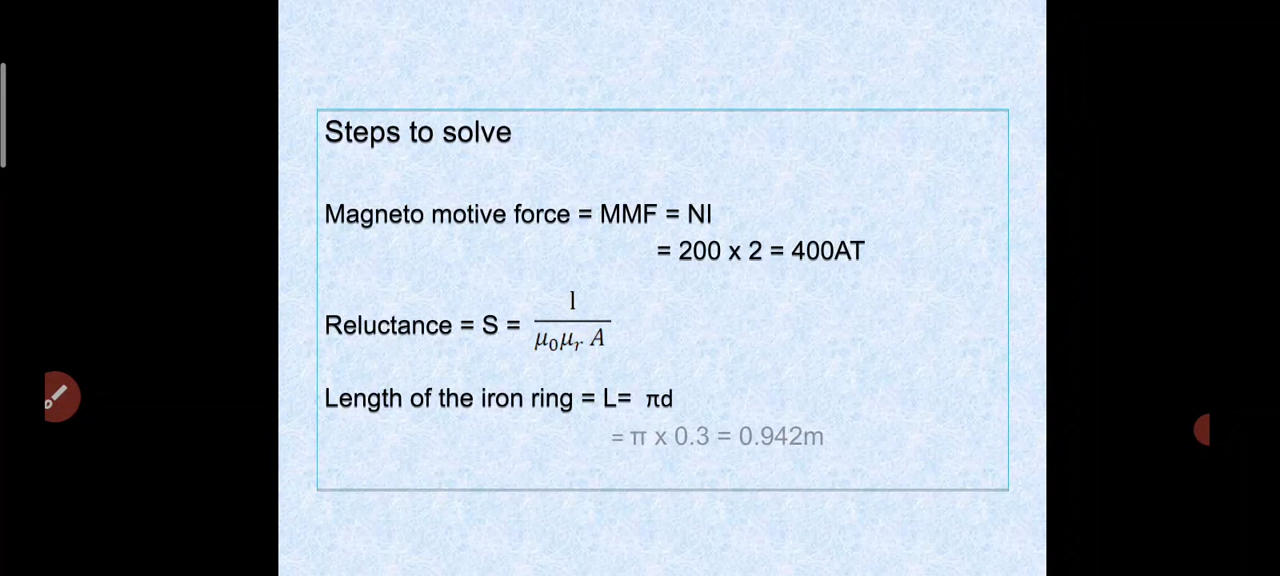 Steps to solve
Magneto motive force = MMF = NI
= 200 x 2 = 400AT
Reluctance = S = l / μ₀μᵣ A
Length of the iron ring = L= πd
= π x 0.3 = 0.942m